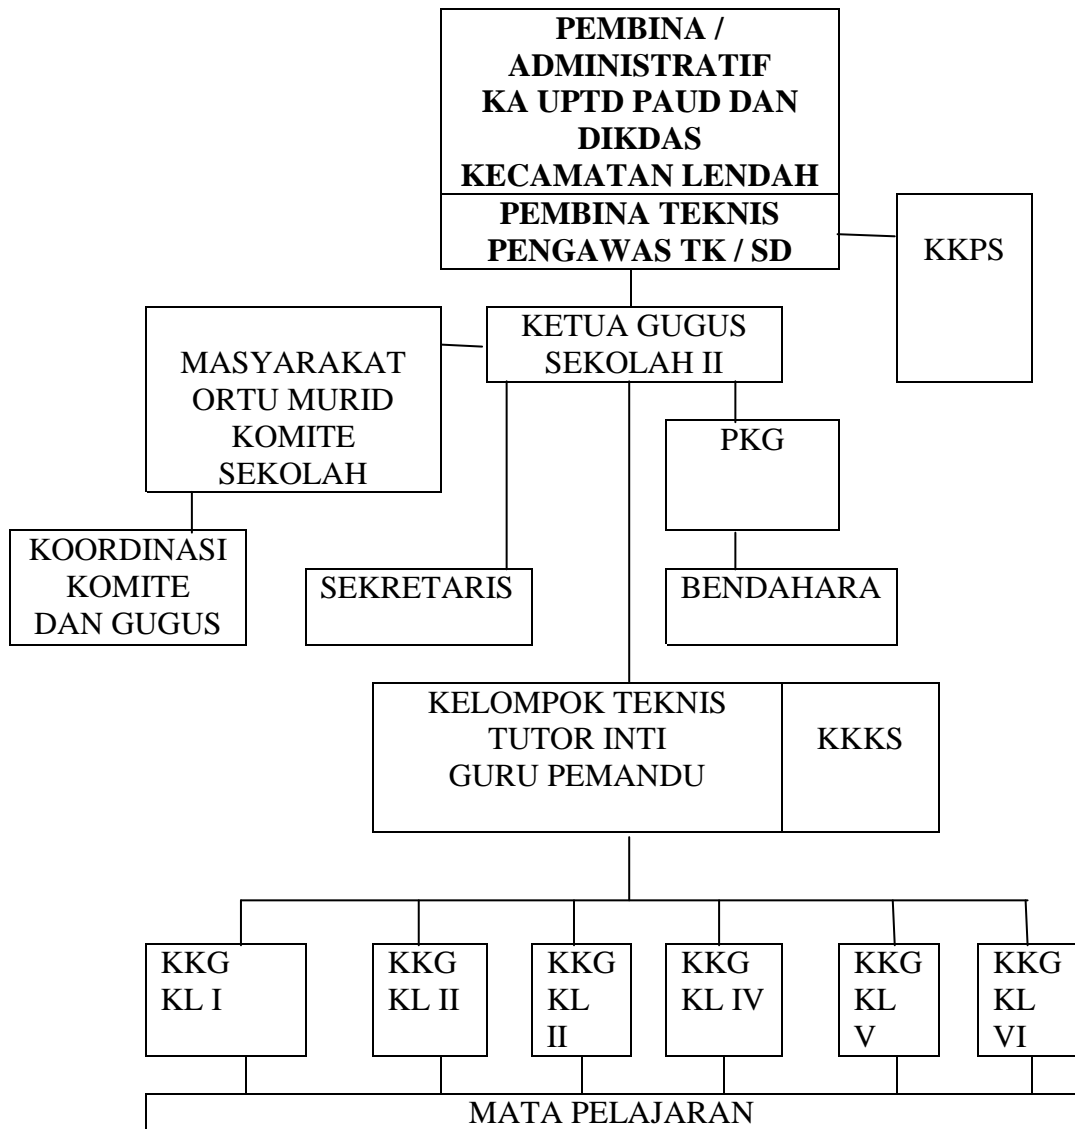 PEMBINA /
ADMINISTRATIF
KA UPTD PAUD DAN
DIKDAS
KECAMATAN LENDAH
PEMBINA TEKNIS
PENGAWAS TK / SD
KKPS
KETUA GUGUS
SEKOLAH II
MASYARAKAT
ORTU MURID
KOMITE
SEKOLAH
PKG
KOORDINASI
KOMITE
DAN GUGUS
SEKRETARIS
BENDAHARA
KELOMPOK TEKNIS
TUTOR INTI
GURU PEMANDU
KKKS
KKG
KL I
KKG
KL II
KKG
KL
II
KKG
KL IV
KKG
KL
V
KKG
KL
VI
MATA PELAJARAN